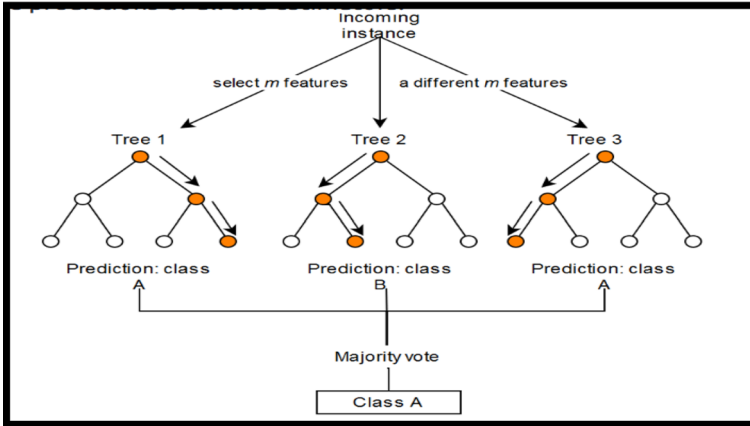 Incoming
instance
select m features
a different m features
Tree 1
Tree 2
Tree 3
Prediction: class
A
Prediction: class
B
Prediction: class
A
Majority vote
Class A